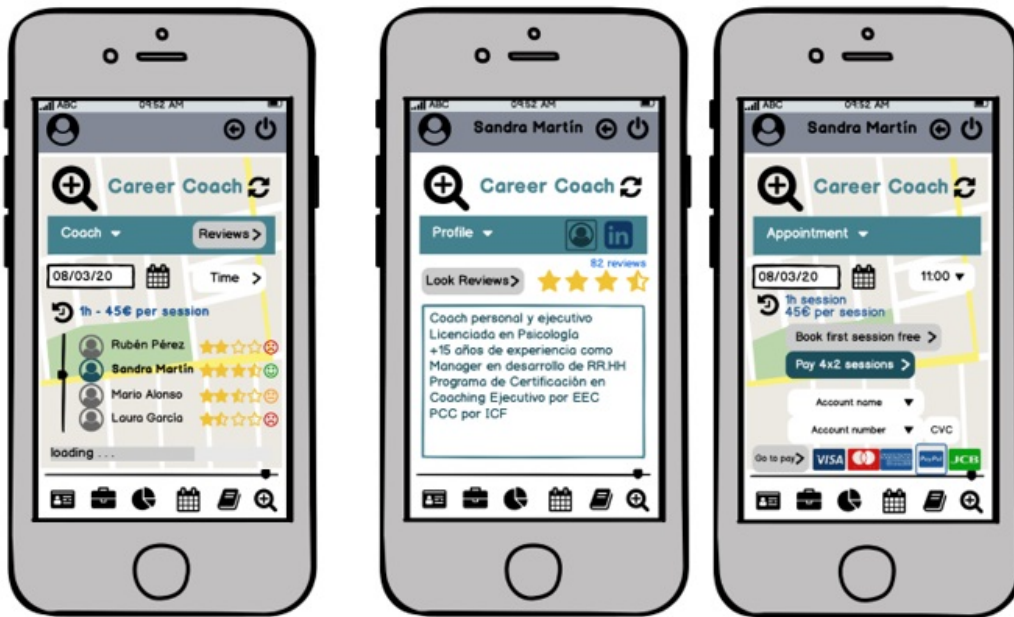 ABC 09:52 AM
Career Coach
Coach
Reviews >
08/03/20
Time >
1h - 45€ per session
Rubén Pérez
Sandra Martín
Mario Alonso
Laura García
loading ...
ABC 09:52 AM
Sandra Martín
Career Coach
Profile
in
82 reviews
Look Reviews>
Coach personal y ejecutivo
Licenciada en Psicología
+15 años de experiencia como
Manager en desarrollo de RR.HH
Programa de Certificación en
Coaching Ejecutivo por EEC
PCC por ICF
ABC 09:52 AM
Sandra Martín
Career Coach
Appointment
08/03/20
11:00
1h session
45€ per session
Book first session free >
Pay 4x2 sessions >
Account name
Account number CVC
Go to pay> VISA PayPal JCB